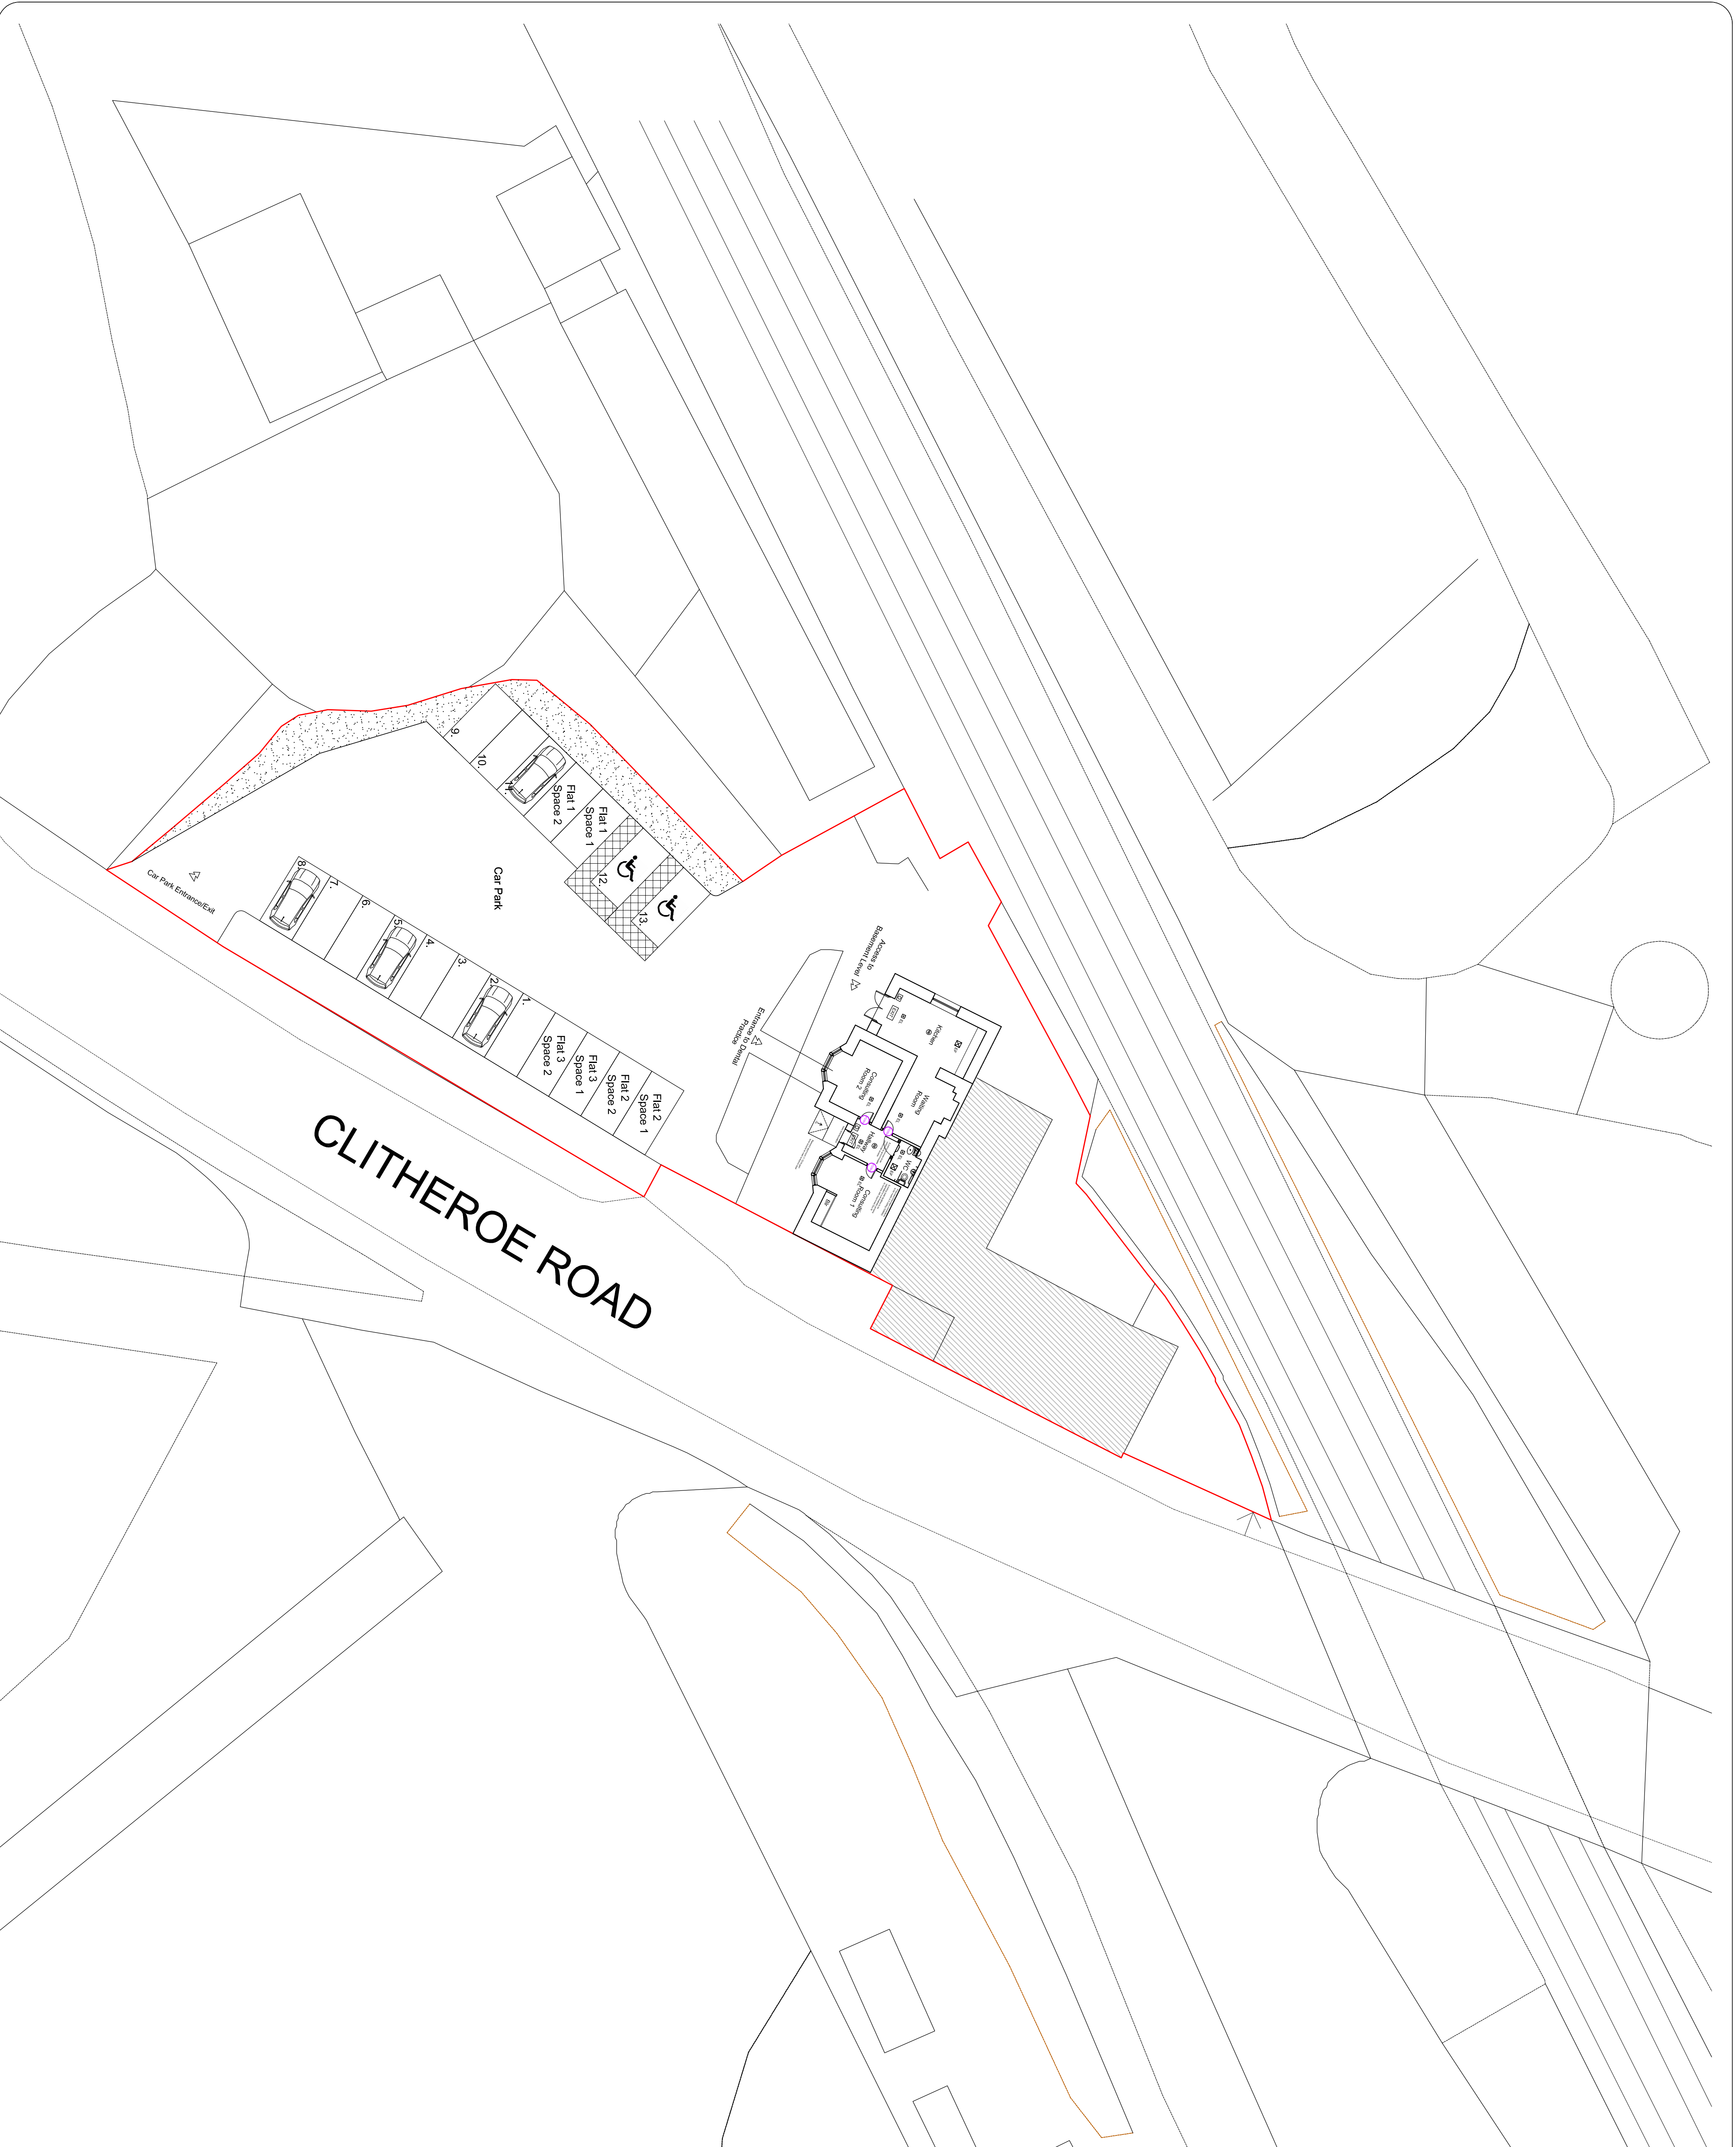 9.
10.
11.
Flat 1
Space 2
Flat 1
Space 1
12.
13.
Car Park
Car Park Entrance/Exit
8.
7.
6.
5.
4.
3.
2.
1.
Flat 3
Space 2
Flat 3
Space 1
Flat 2
Space 2
Flat 2
Space 1
Access to
Basement Level
Entrance to Dental
Practice
Kitchen
Consulting
Room 2
Waiting
Room
Hallway
WC
Consulting
Room 1
CLITHEROE ROAD